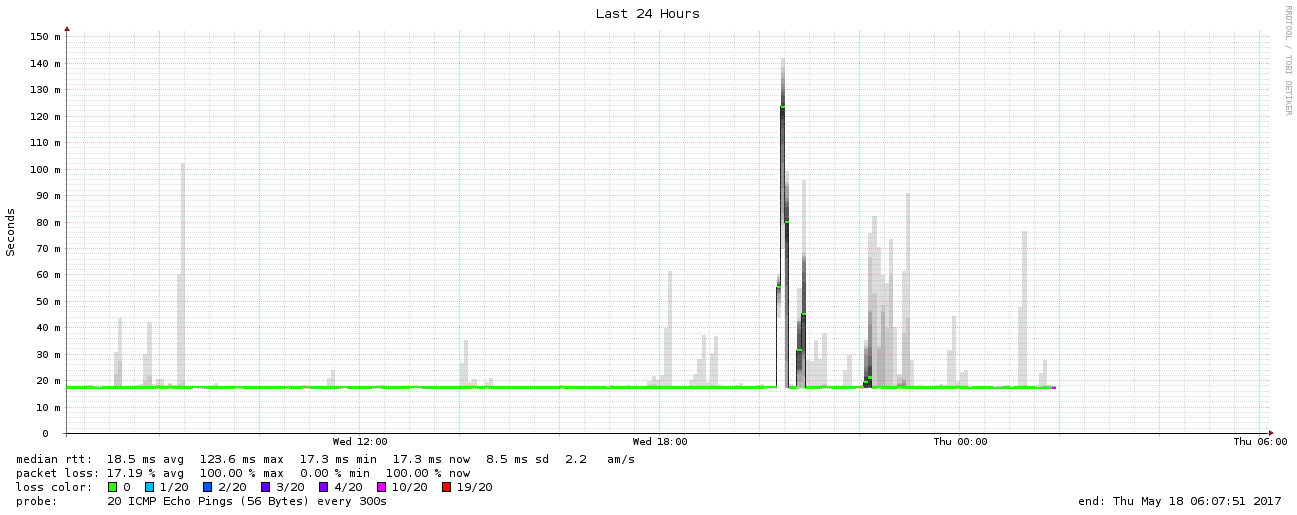 Last 24 Hours
RRDTOOL / TOBI OETIKER
Seconds
150 m
140 m
130 m
120 m
110 m
100 m
90 m
80 m
70 m
60 m
50 m
40 m
30 m
20 m
10 m
0
Wed 12:00 Wed 18:00 Thu 00:00 Thu 06:00
median rtt: 18.5 ms avg 123.6 ms max 17.3 ms min 17.3 ms now 8.5 ms sd 2.2 am/s
packet loss: 17.19 % avg 100.00 % max 0.00 % min 100.00 % now
loss color: 0 1/20 2/20 3/20 4/20 10/20 19/20
probe: 20 ICMP Echo Pings (56 Bytes) every 300s end: Thu May 18 06:07:51 2017